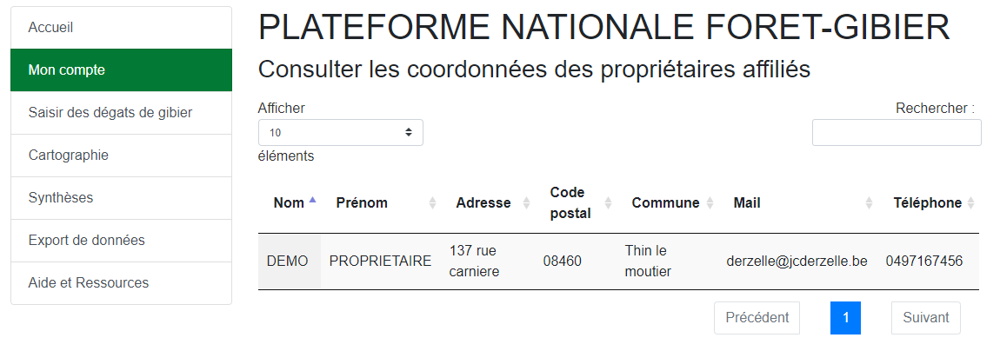 Accueil
Mon compte
Saisir des dégats de gibier
Cartographie
Synthèses
Export de données
Aide et Ressources
PLATEFORME NATIONALE FORET-GIBIER
Consulter les coordonnées des propriétaires affiliés
Afficher
10
éléments
Rechercher :
Nom Prénom Adresse Code postal Commune Mail Téléphone
DEMO PROPRIETAIRE 137 rue carniere 08460 Thin le moutier derzelle@jcderzelle.be 0497167456
Précédent 1 Suivant